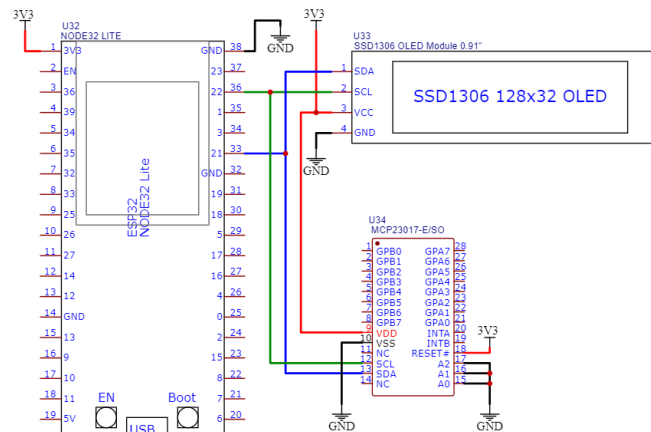 3V3
U32
NODE32 LITE
1 3V3 GND 38
2 EN 23 37
3 36 22 36
4 39 1 35
5 34 3 34
6 35 21 33
7 32 GND 32
8 33 19 31
9 25 18 30
10 26 5 29
11 27 17 28
12 14 16 27
13 12 4 26
14 GND 0 25
15 13 2 24
16 9 15 23
17 10 8 22
18 11 7 21
19 5V 6 20
ESP32
NODE32 Lite
EN Boot
USB
GND
3V3
U33
SSD1306 OLED Module 0.91"
1 SDA
2 SCL
3 VCC
4 GND
SSD1306 128x32 OLED
GND
U34
MCP23017-E/SO
1 GPB0 GPA7 28
2 GPB1 GPA6 27
3 GPB2 GPA5 26
4 GPB3 GPA4 25
5 GPB4 GPA3 24
6 GPB5 GPA2 23
7 GPB6 GPA1 22
8 GPB7 GPA0 21
9 VDD INTA 20
10 VSS INTB 19
11 NC RESET# 18
12 SCL A2 17
13 SDA A1 16
14 NC A0 15
3V3
GND
GND